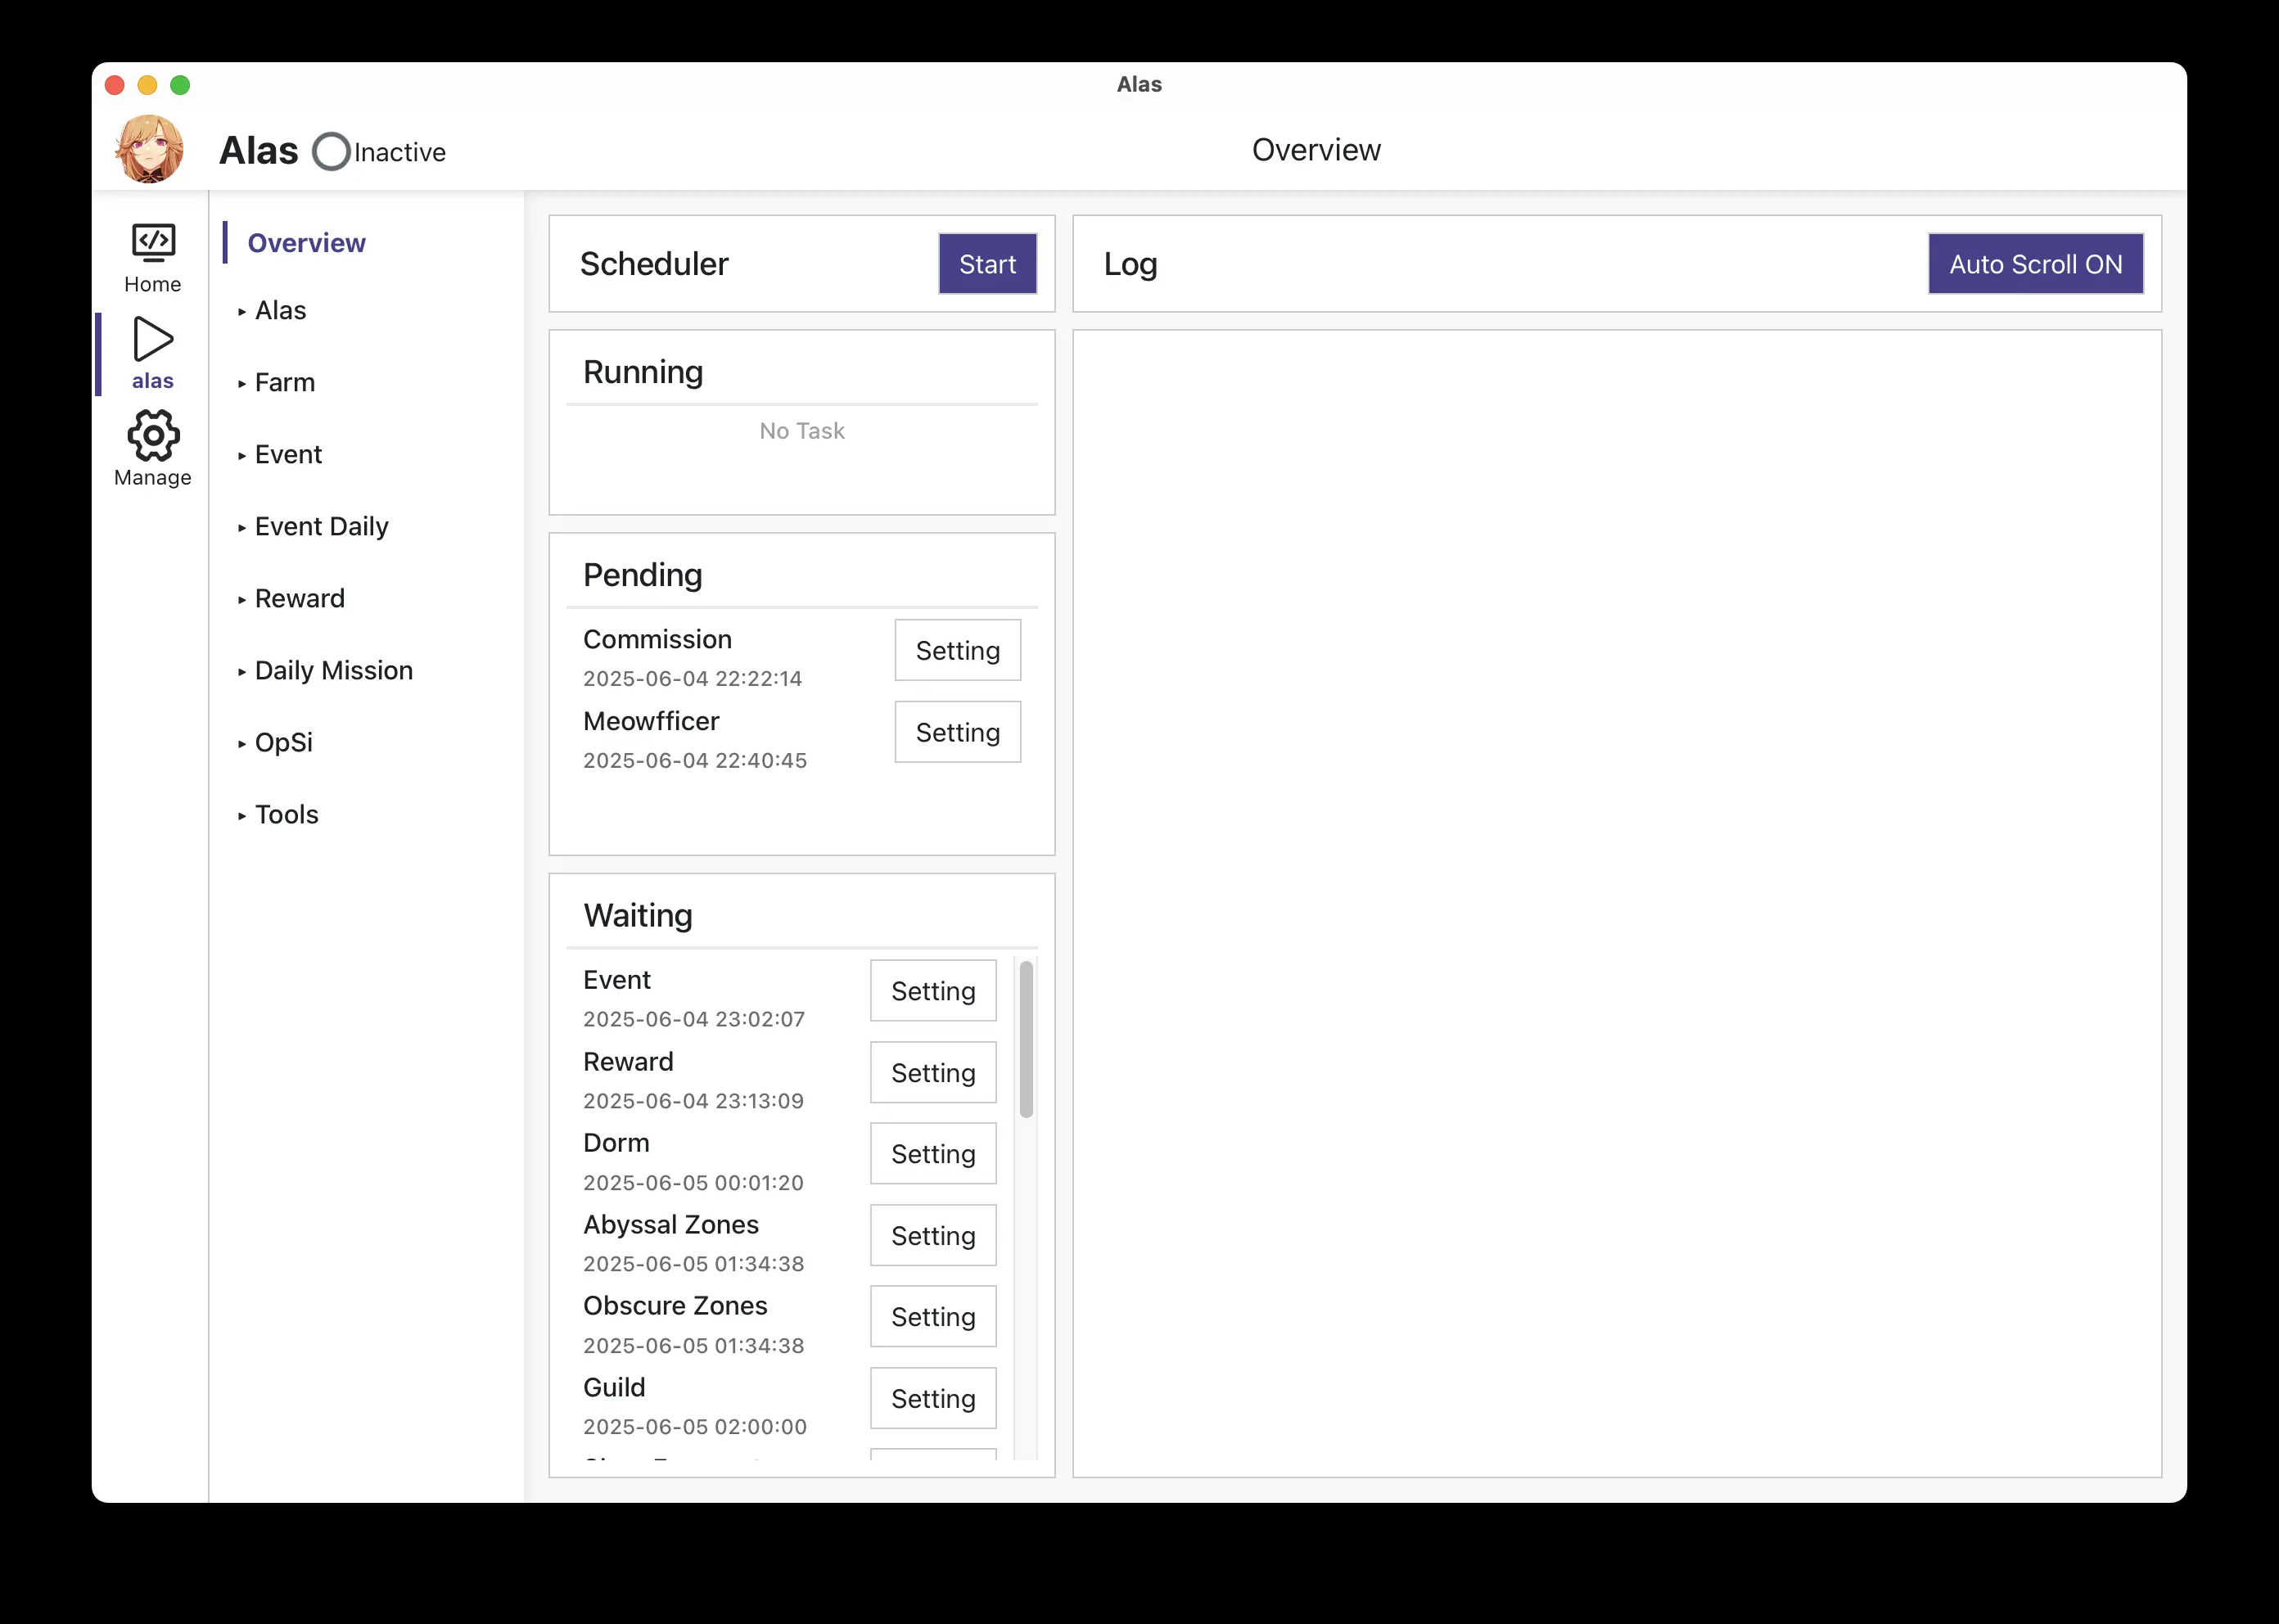 Alas
Alas Inactive
Overview
Home
alas
Manage
Overview
Alas
Farm
Event
Event Daily
Reward
Daily Mission
OpSi
Tools
Scheduler
Start
Running
No Task
Pending
Commission
Setting
2025-06-04 22:22:14
Meowfficer
Setting
2025-06-04 22:40:45
Waiting
Event
Setting
2025-06-04 23:02:07
Reward
Setting
2025-06-04 23:13:09
Dorm
Setting
2025-06-05 00:01:20
Abyssal Zones
Setting
2025-06-05 01:34:38
Obscure Zones
Setting
2025-06-05 01:34:38
Guild
Setting
2025-06-05 02:00:00
Log
Auto Scroll ON